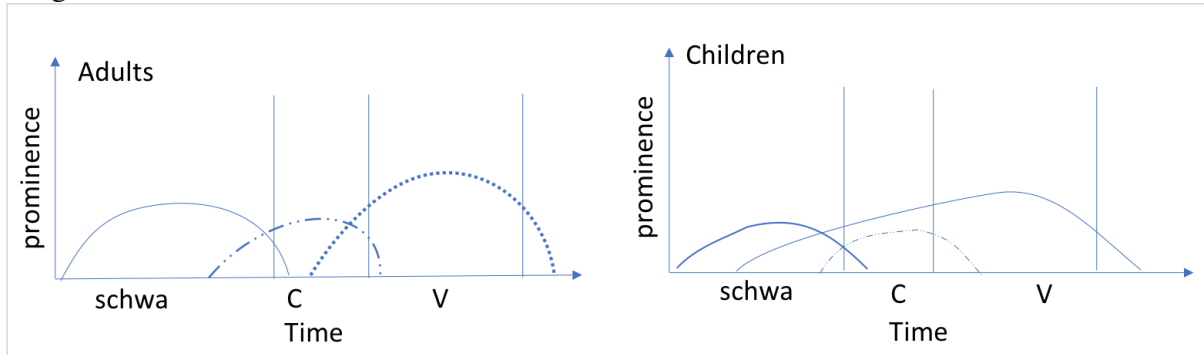 Adults
prominence
schwa
C
V
Time
Children
prominence
schwa
C
V
Time